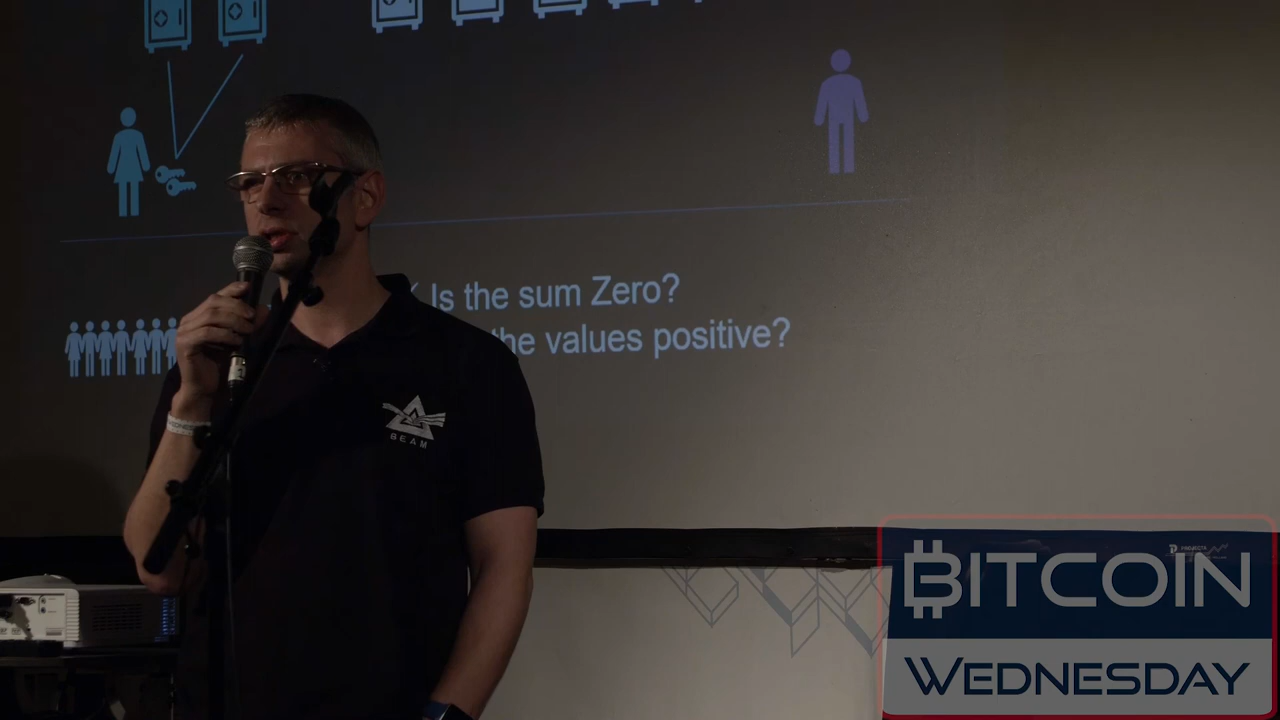 Is the sum Zero?
the values positive?
BEAM
BITCOIN
WEDNESDAY